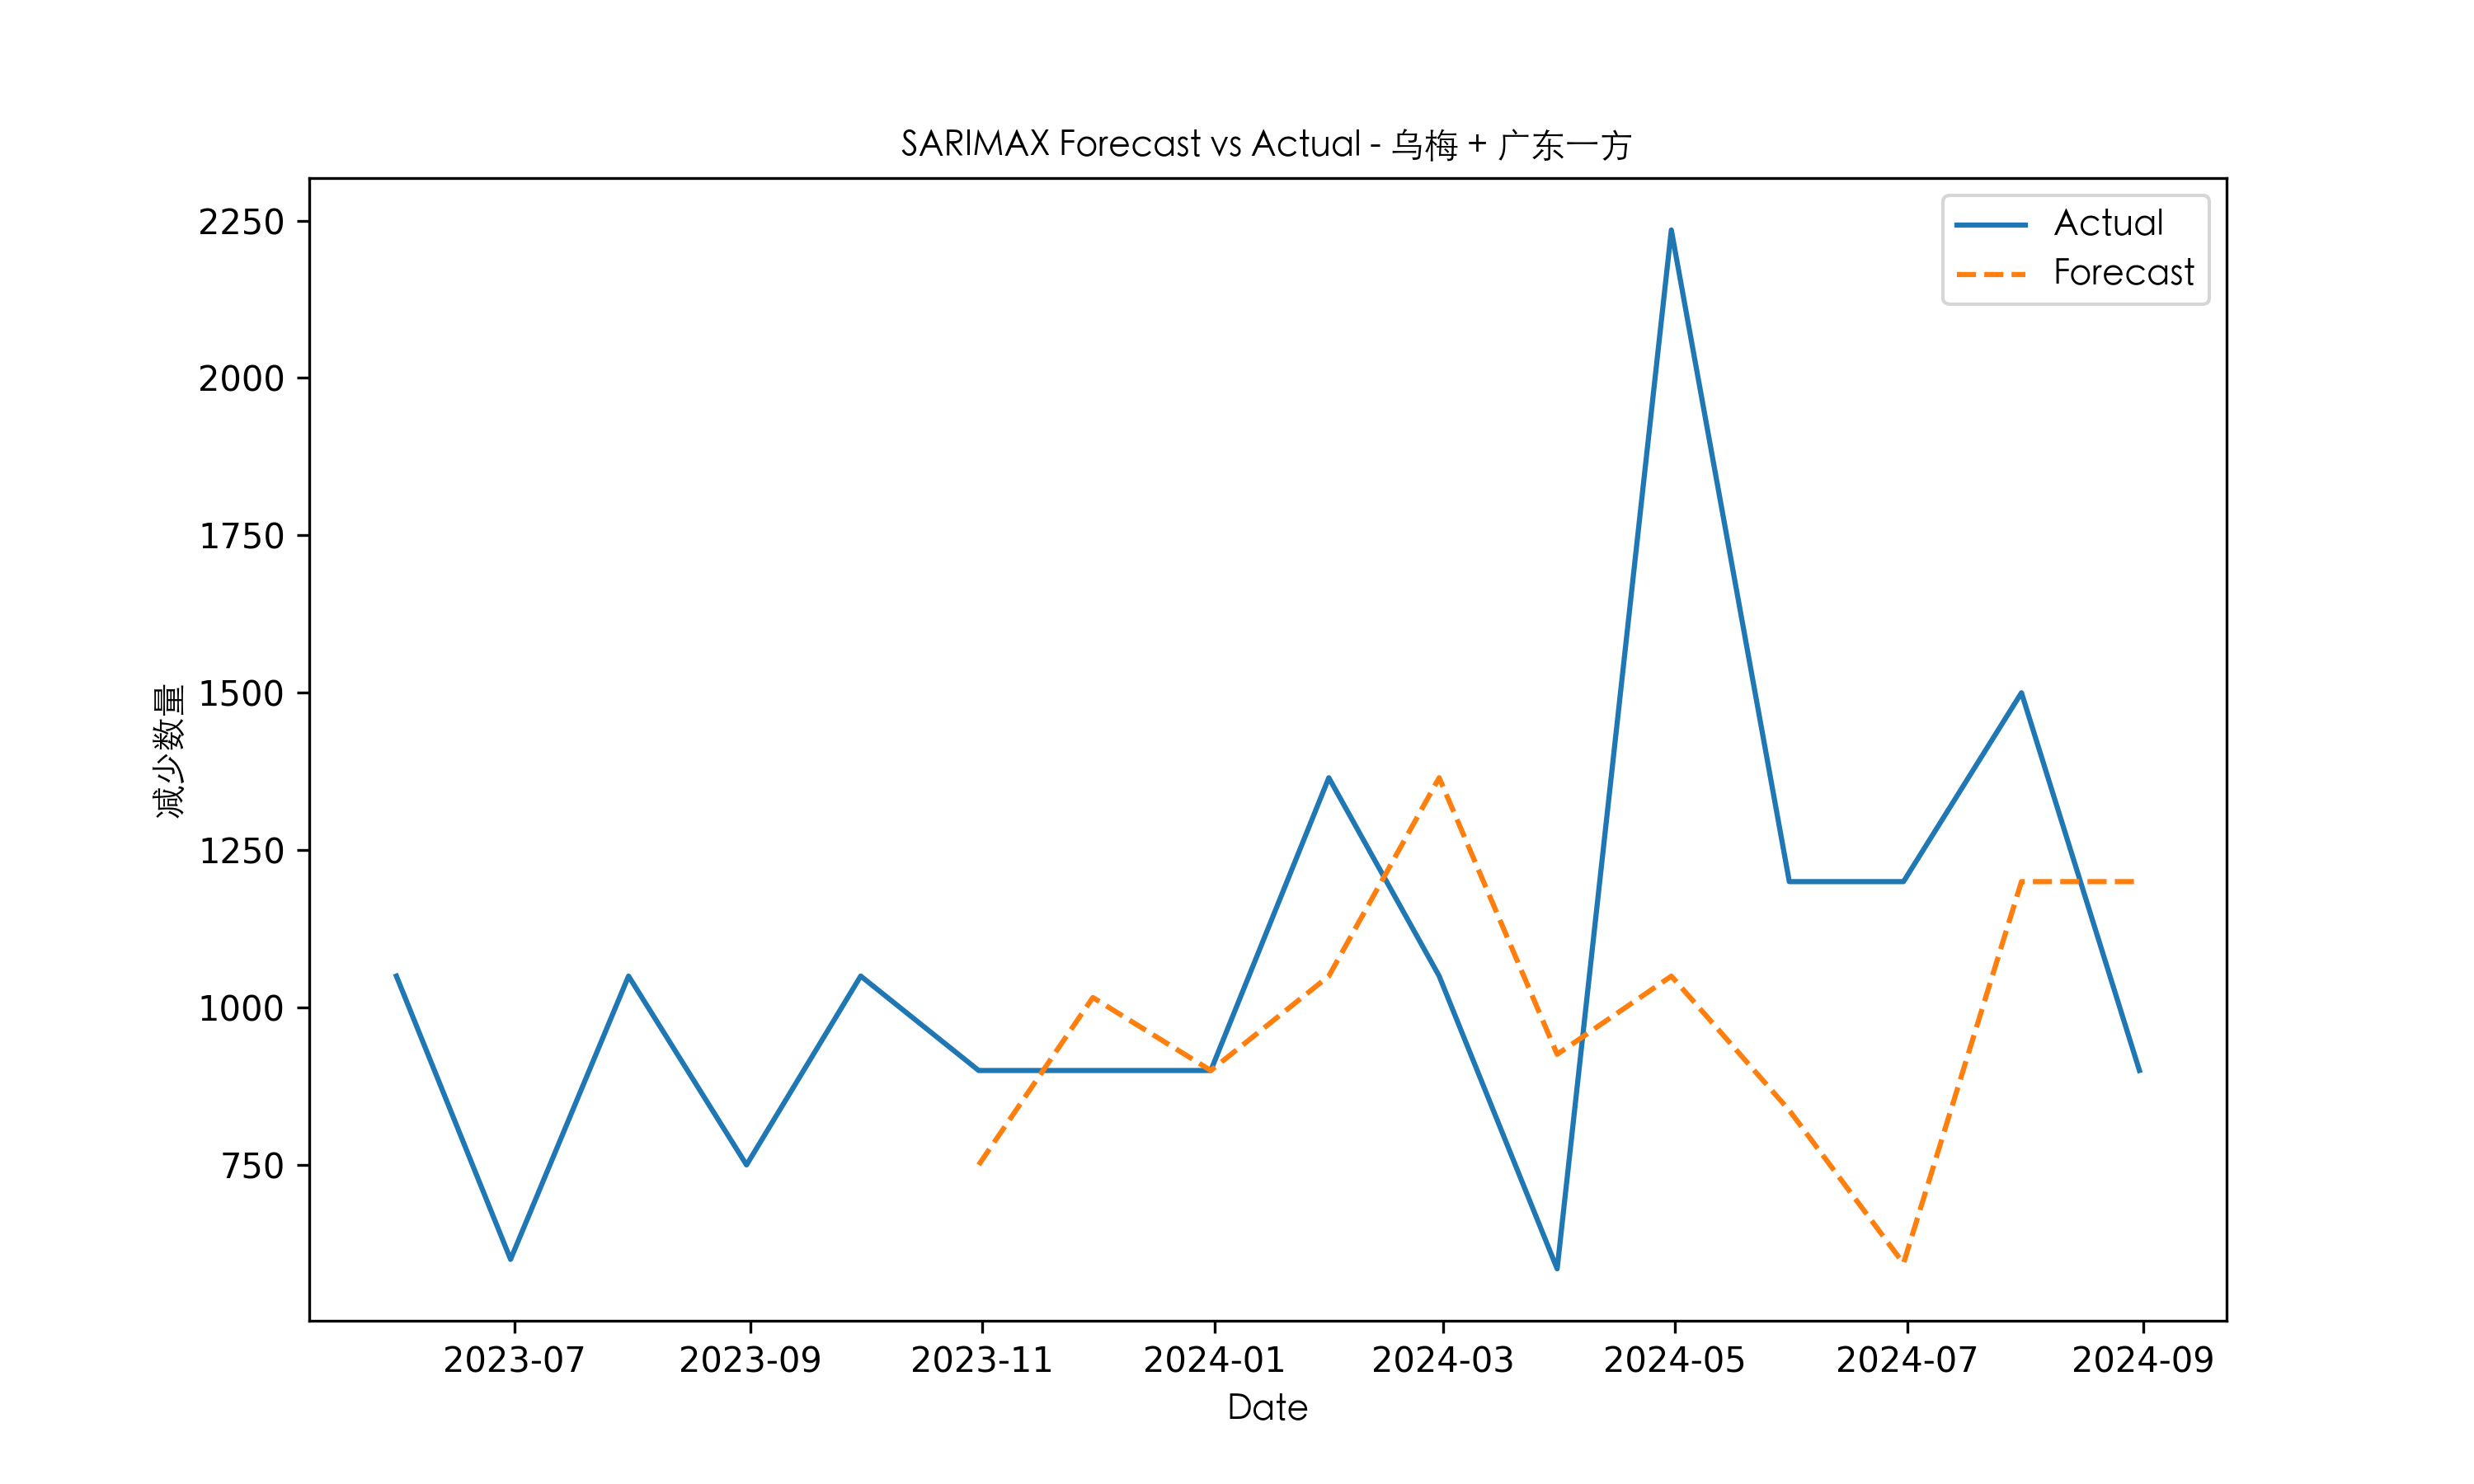 SARIMAX Forecast vs Actual - 乌梅 + 广东一方
Actual
Forecast
2250
2000
1750
1500
1250
1000
750
减少数量
2023-07 2023-09 2023-11 2024-01 2024-03 2024-05 2024-07 2024-09
Date